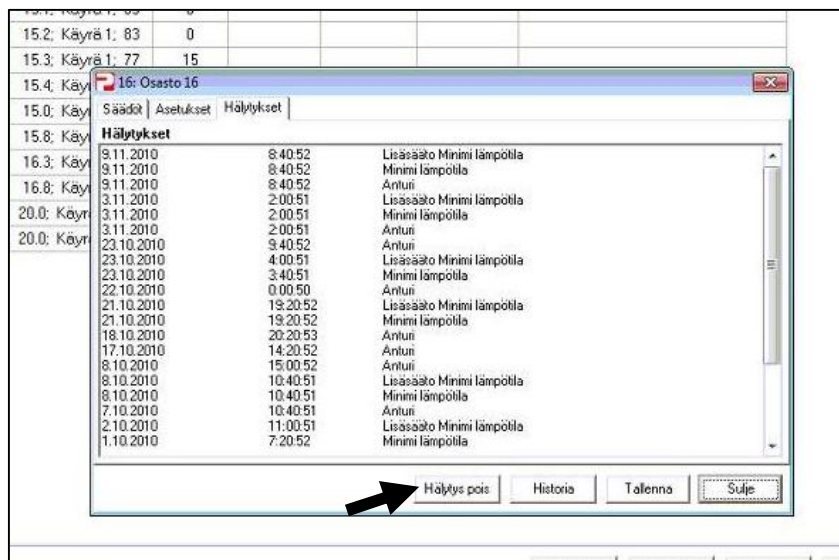 15.2; Käyrä 1; 83 0
15.3; Käyrä 1; 77 15
15.4; Käy
16: Osasto 16
15.0; Käy
Säädöt Asetukset Hälytykset
15.8; Käy
Hälytykset
16.3; Käy
16.8; Käy
20.0; Käyr
20.0; Käyr
9.11.2010 8:40:52 Lisäsääto Minimi lämpötila
9.11.2010 8:40:52 Minimi lämpötila
9.11.2010 8:40:52 Anturi
3.11.2010 2:00:51 Lisäsääto Minimi lämpötila
3.11.2010 2:00:51 Minimi lämpötila
3.11.2010 2:00:51 Anturi
23.10.2010 9:40:52 Anturi
23.10.2010 4:00:51 Lisäsääto Minimi lämpötila
23.10.2010 3:40:51 Minimi lämpötila
22.10.2010 0:00:50 Anturi
21.10.2010 19:20:52 Lisäsääto Minimi lämpötila
21.10.2010 19:20:52 Minimi lämpötila
18.10.2010 20:20:53 Anturi
17.10.2010 14:20:52 Anturi
8.10.2010 15:00:52 Anturi
8.10.2010 10:40:51 Lisäsääto Minimi lämpötila
8.10.2010 10:40:51 Minimi lämpötila
7.10.2010 10:40:51 Anturi
2.10.2010 11:00:51 Lisäsääto Minimi lämpötila
1.10.2010 7:20:52 Minimi lämpötila
Hälytys pois Historia Tallenna Sulje